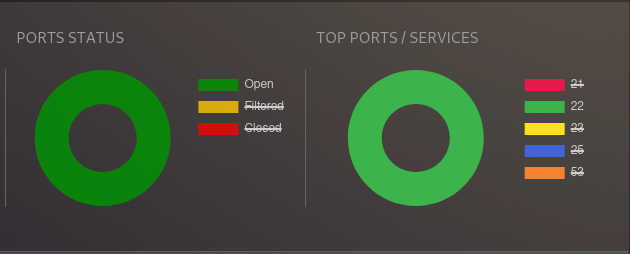 PORTS STATUS
Open
Filtered
Closed
TOP PORTS / SERVICES
21
22
23
25
53